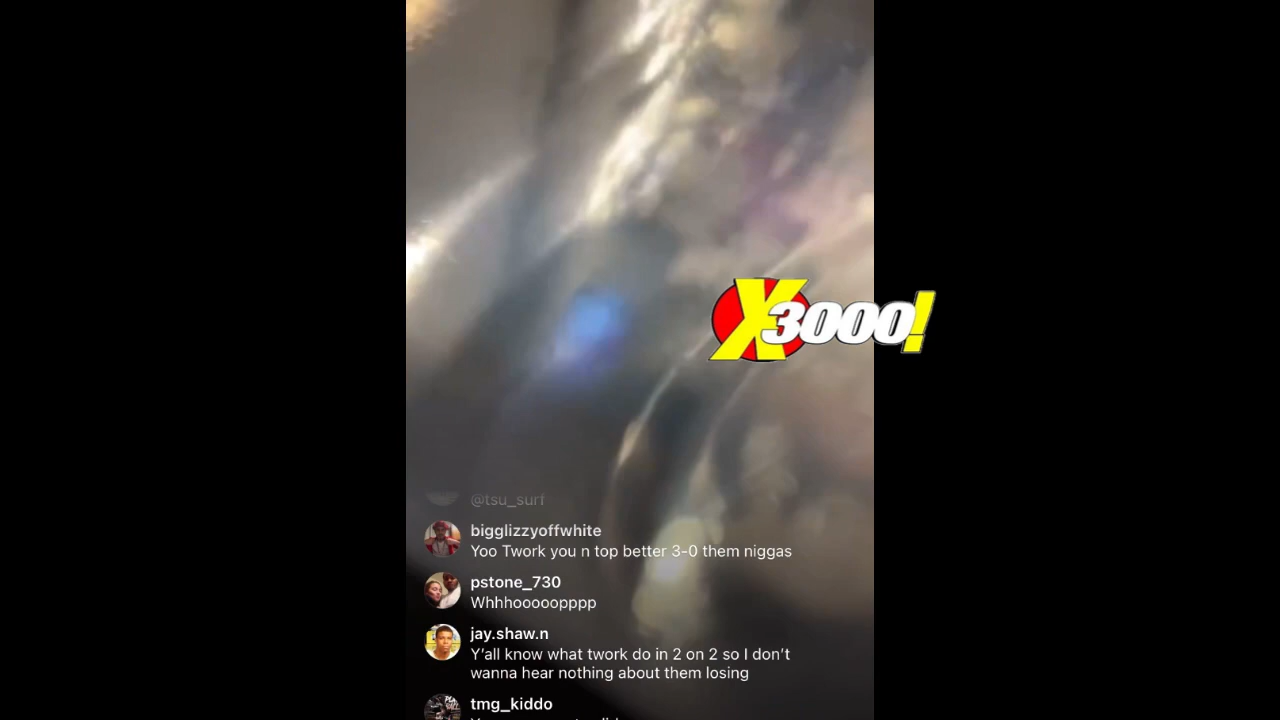 X3000!
@tsu_surf
bigglizzyoffwhite
Yoo Twork you n top better 3-0 them niggas
pstone_730
Whhhooooopppp
jay.shaw.n
Y'all know what twork do in 2 on 2 so I don't
wanna hear nothing about them losing
tmg_kiddo